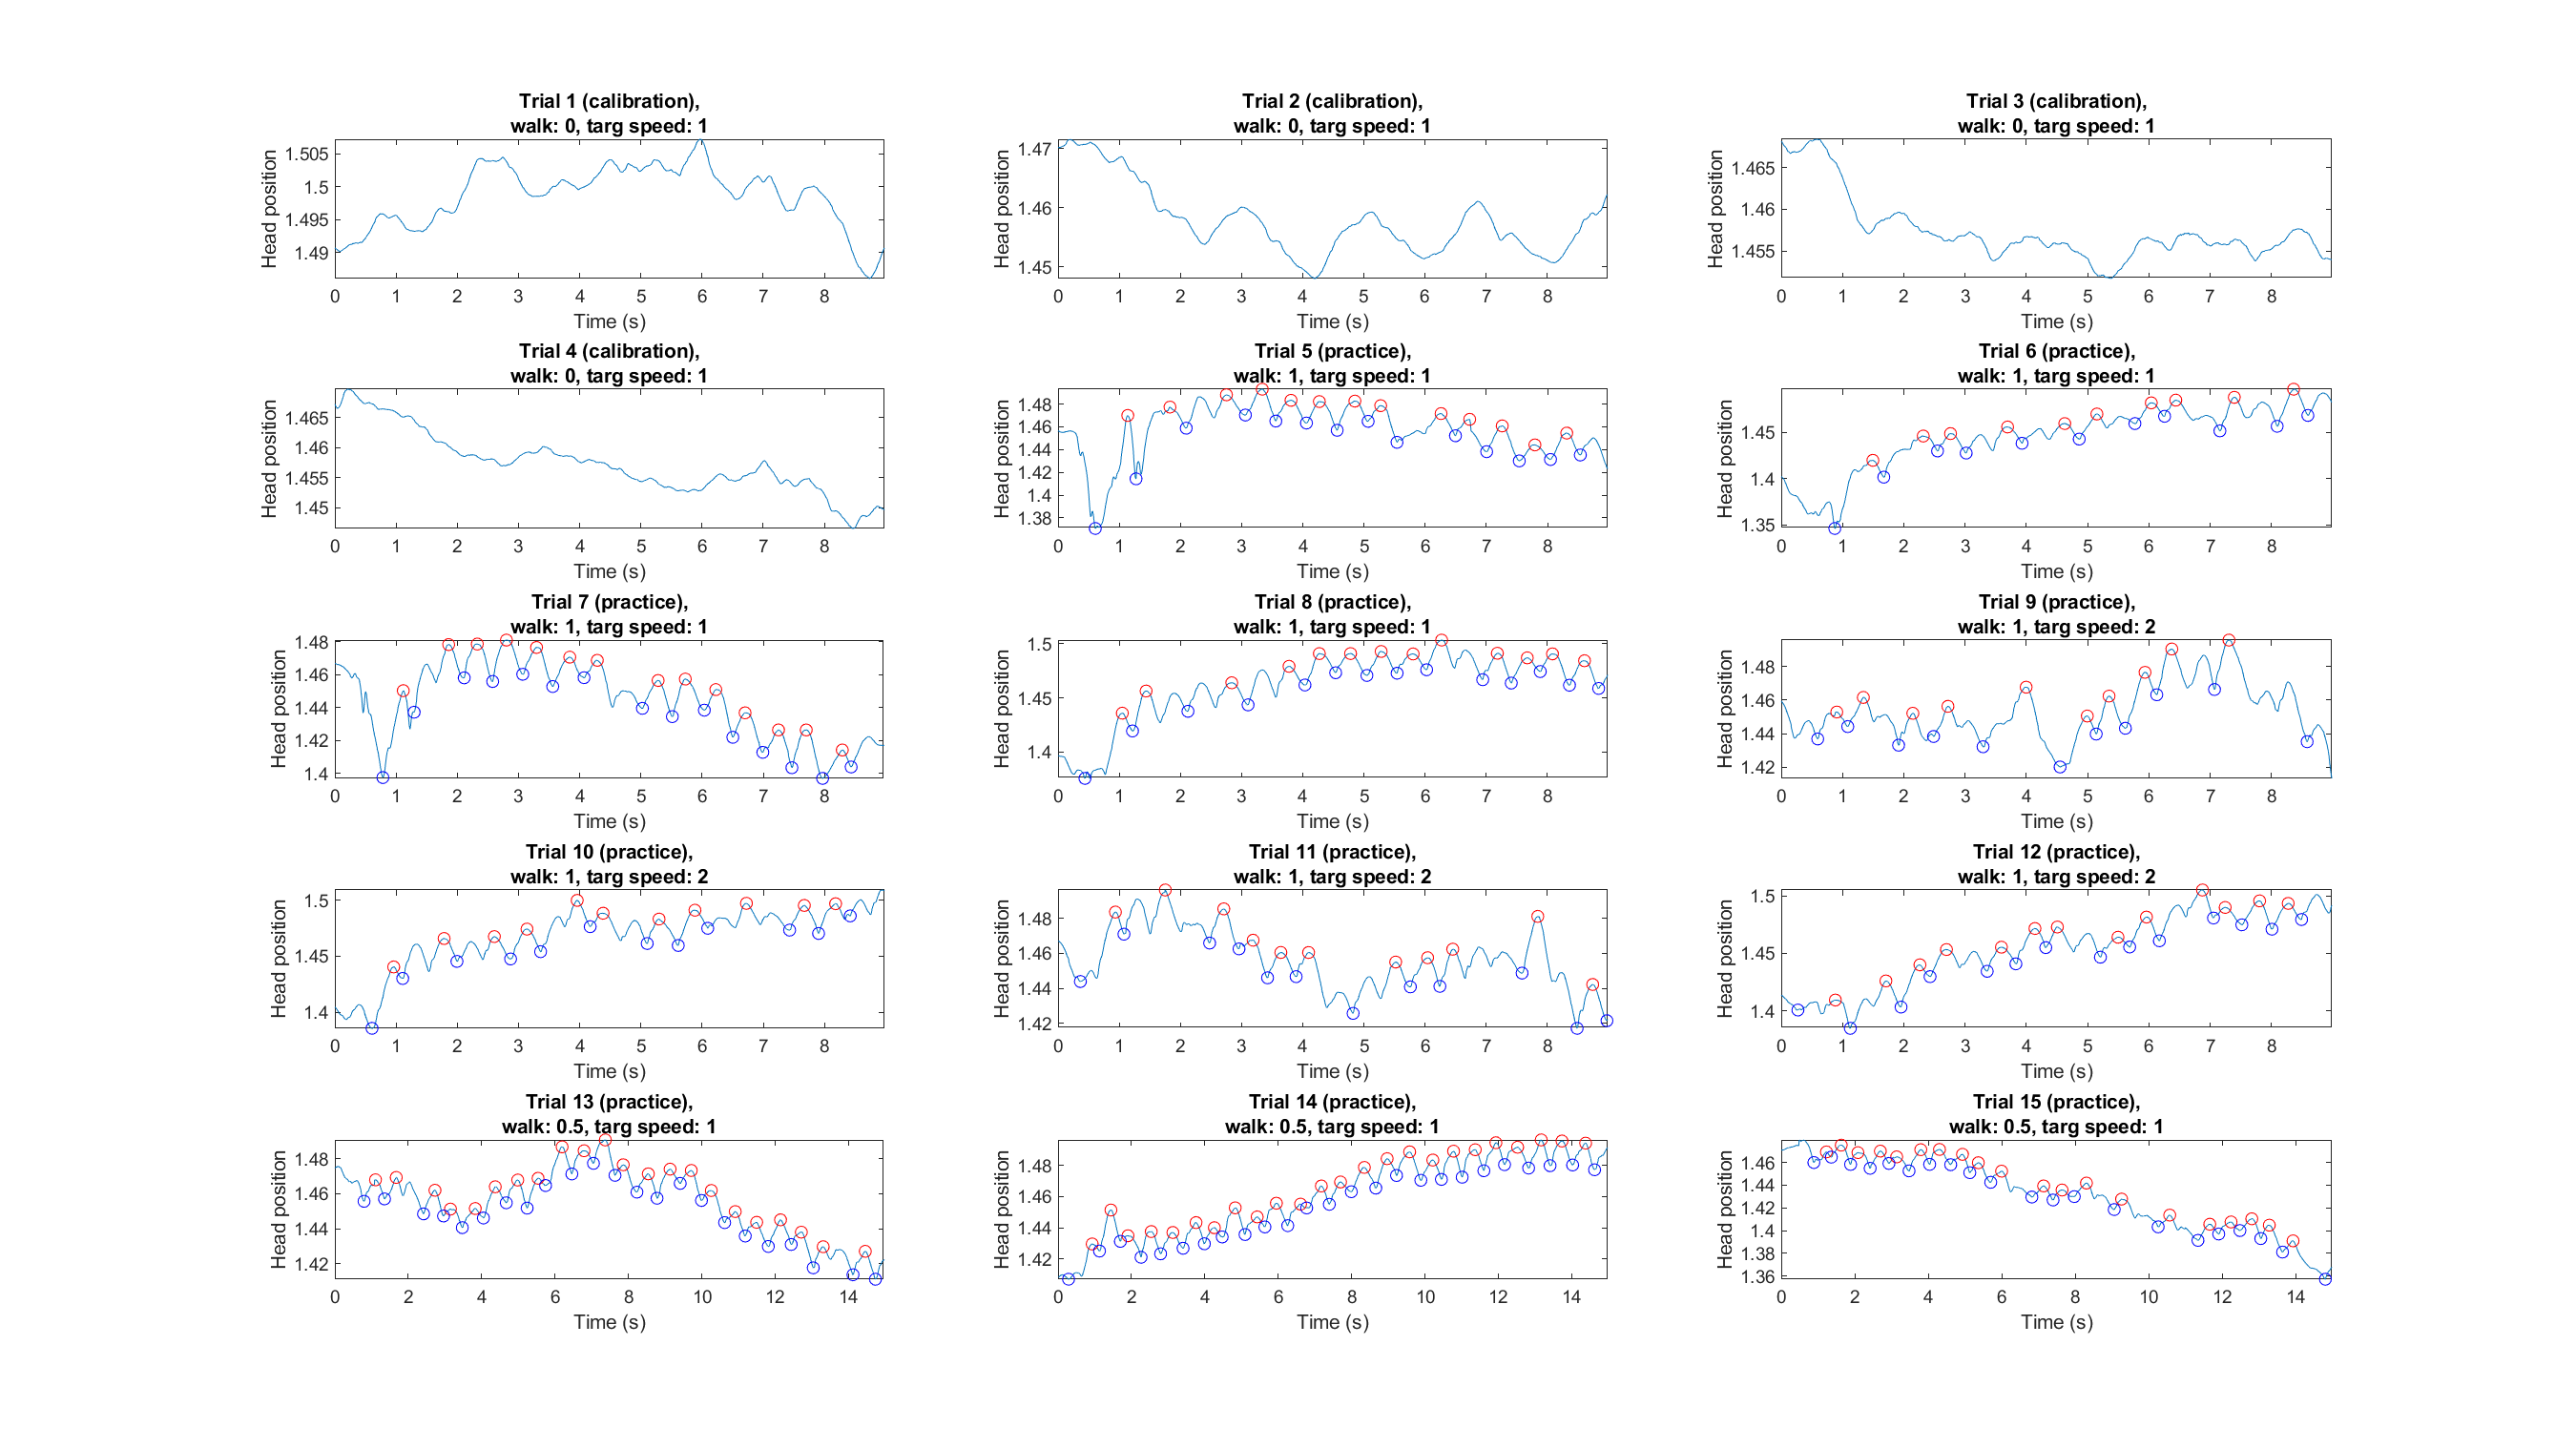 Trial 1 (calibration),
walk: 0, targ speed: 1
Head position
1.505
1.5
1.495
1.49
0 1 2 3 4 5 6 7 8
Time (s)
Trial 2 (calibration),
walk: 0, targ speed: 1
Head position
1.47
1.46
1.45
0 1 2 3 4 5 6 7 8
Time (s)
Trial 3 (calibration),
walk: 0, targ speed: 1
Head position
1.465
1.46
1.455
0 1 2 3 4 5 6 7 8
Time (s)
Trial 4 (calibration),
walk: 0, targ speed: 1
Head position
1.465
1.46
1.455
1.45
0 1 2 3 4 5 6 7 8
Time (s)
Trial 5 (practice),
walk: 1, targ speed: 1
Head position
1.48
1.46
1.44
1.42
1.4
1.38
0 1 2 3 4 5 6 7 8
Time (s)
Trial 6 (practice),
walk: 1, targ speed: 1
Head position
1.45
1.4
1.35
0 1 2 3 4 5 6 7 8
Time (s)
Trial 7 (practice),
walk: 1, targ speed: 1
Head position
1.48
1.46
1.44
1.42
1.4
0 1 2 3 4 5 6 7 8
Time (s)
Trial 8 (practice),
walk: 1, targ speed: 1
Head position
1.5
1.45
1.4
0 1 2 3 4 5 6 7 8
Time (s)
Trial 9 (practice),
walk: 1, targ speed: 2
Head position
1.48
1.46
1.44
1.42
0 1 2 3 4 5 6 7 8
Time (s)
Trial 10 (practice),
walk: 1, targ speed: 2
Head position
1.5
1.45
1.4
0 1 2 3 4 5 6 7 8
Time (s)
Trial 11 (practice),
walk: 1, targ speed: 2
Head position
1.48
1.46
1.44
1.42
0 1 2 3 4 5 6 7 8
Time (s)
Trial 12 (practice),
walk: 1, targ speed: 2
Head position
1.5
1.45
1.4
0 1 2 3 4 5 6 7 8
Time (s)
Trial 13 (practice),
walk: 0.5, targ speed: 1
Head position
1.48
1.46
1.44
1.42
0 2 4 6 8 10 12 14
Time (s)
Trial 14 (practice),
walk: 0.5, targ speed: 1
Head position
1.48
1.46
1.44
1.42
0 2 4 6 8 10 12 14
Time (s)
Trial 15 (practice),
walk: 0.5, targ speed: 1
Head position
1.46
1.44
1.42
1.4
1.38
1.36
0 2 4 6 8 10 12 14
Time (s)